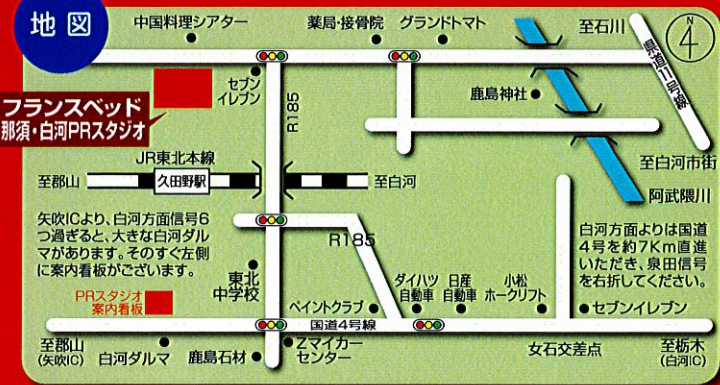 地図
中国料理シアター
薬局・接骨院
グランドトマト
至石川
N
4
県道11号線
セブン
イレブン
R185
鹿島神社
フランスベッド
那須・白河PRスタジオ
JR東北本線
至郡山
久田野駅
至白河
至白河市街
阿武隈川
矢吹ICより、白河方面信号6
つ過ぎると、大きな白河ダル
マがあります。そのすぐ左側
に案内看板がございます。
R185
白河方面よりは国道
4号を約7Km直進
いただき、泉田信号
を右折してください。
東北
中学校
PRスタジオ
案内看板
ペイントクラブ
ダイハツ
自動車
日産
自動車
小松
ホークリフト
セブンイレブン
国道4号線
至郡山
(矢吹IC)
白河ダルマ
鹿島石材
Zマイカー
センター
女石交差点
至栃木
(白河IC)